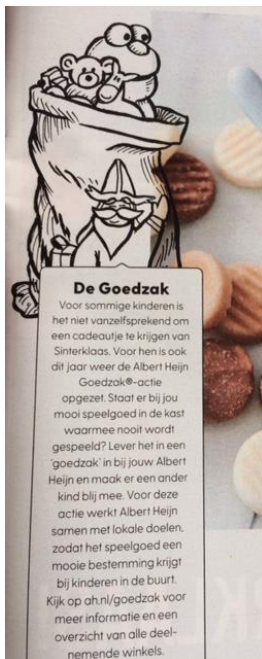 De Goedzak
Voor sommige kinderen is
het niet vanzelfsprekend om
een cadeautje te krijgen van
Sinterklaas. Voor hen is ook
dit jaar weer de Albert Heijn
Goedzak®-actie
opgezet. Staat er bij jou
mooi speelgoed in de kast
waarmee nooit wordt
gespeeld? Lever het in een
'goedzak' in bij jouw Albert
Heijn en maak er een ander
kind blij mee. Voor deze
actie werkt Albert Heijn
samen met lokale doelen,
zodat het speelgoed een
mooie bestemming krijgt
bij kinderen in de buurt.
Kijk op ah.nl/goedzak voor
meer informatie en een
overzicht van alle deel-
nemende winkels.